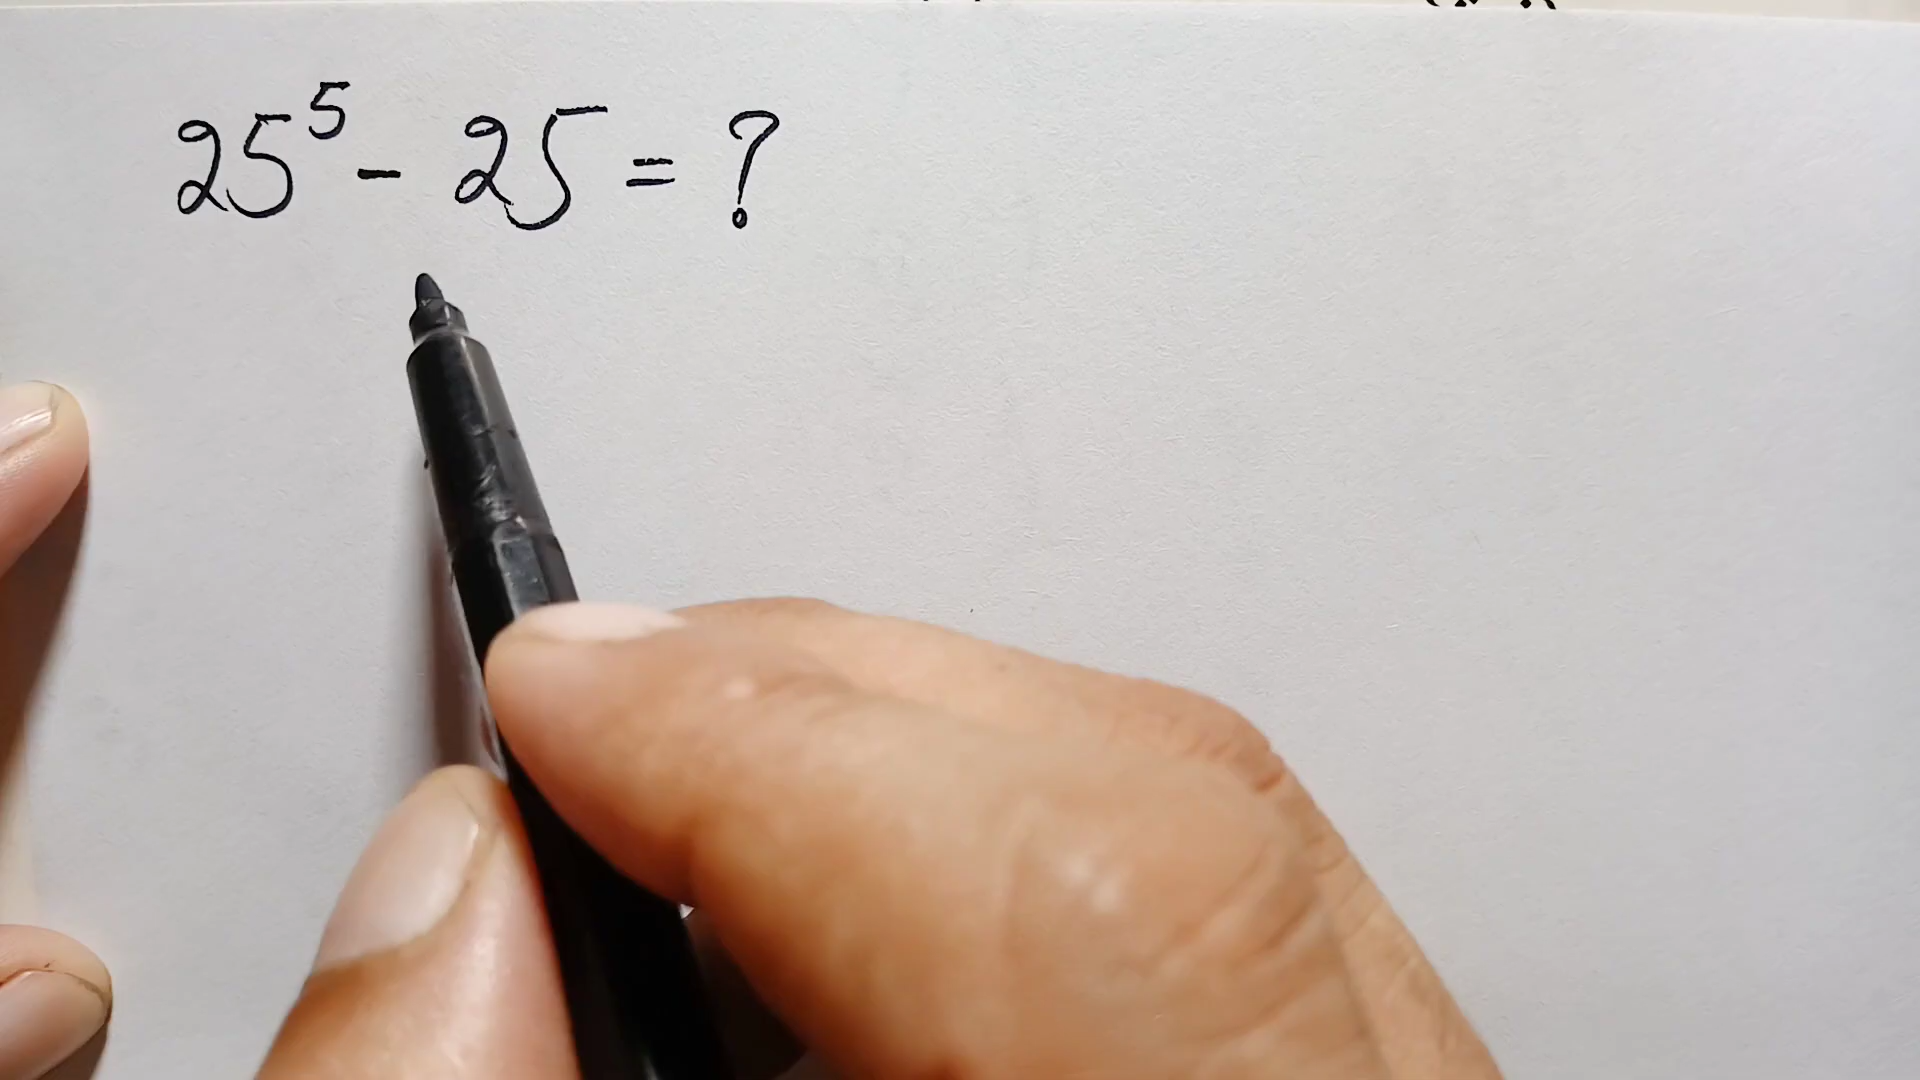 25⁵ - 25 = ?